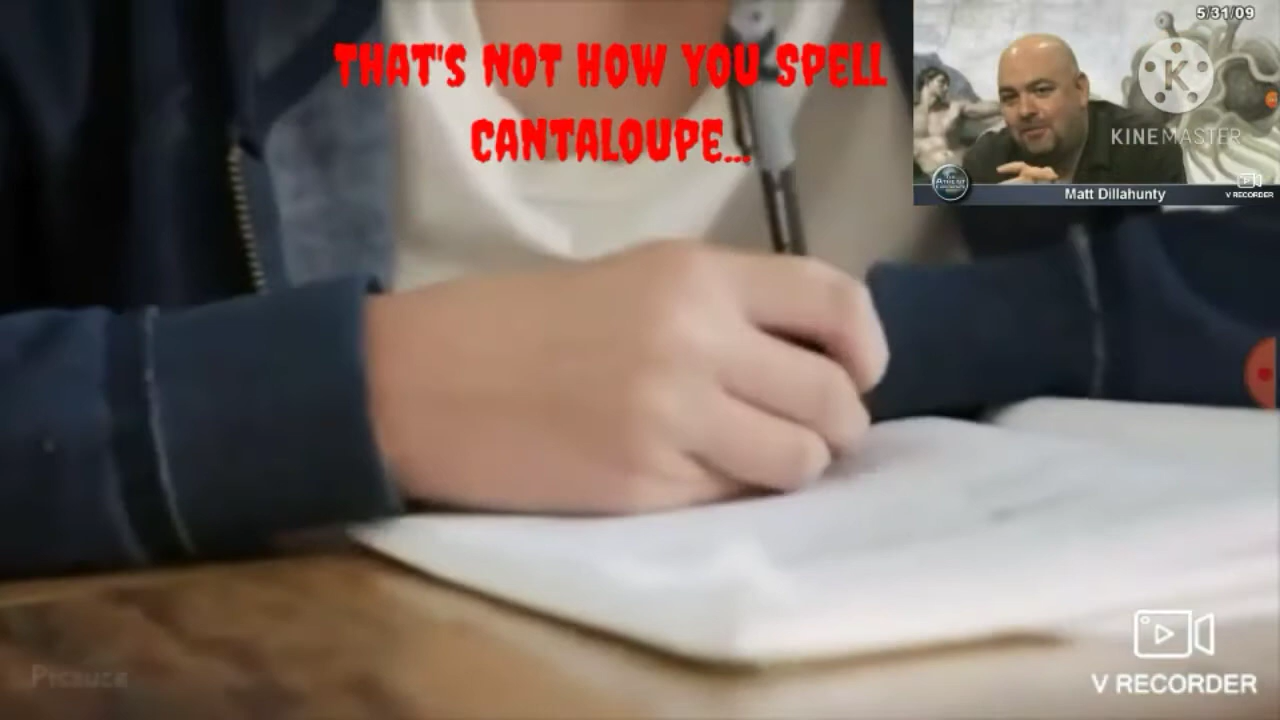 THAT'S NOT HOW YOU SPELL
CANTALOUPE...
5/31/09
KINEMASTER
Matt Dillahunty
V RECORDER
V RECORDER